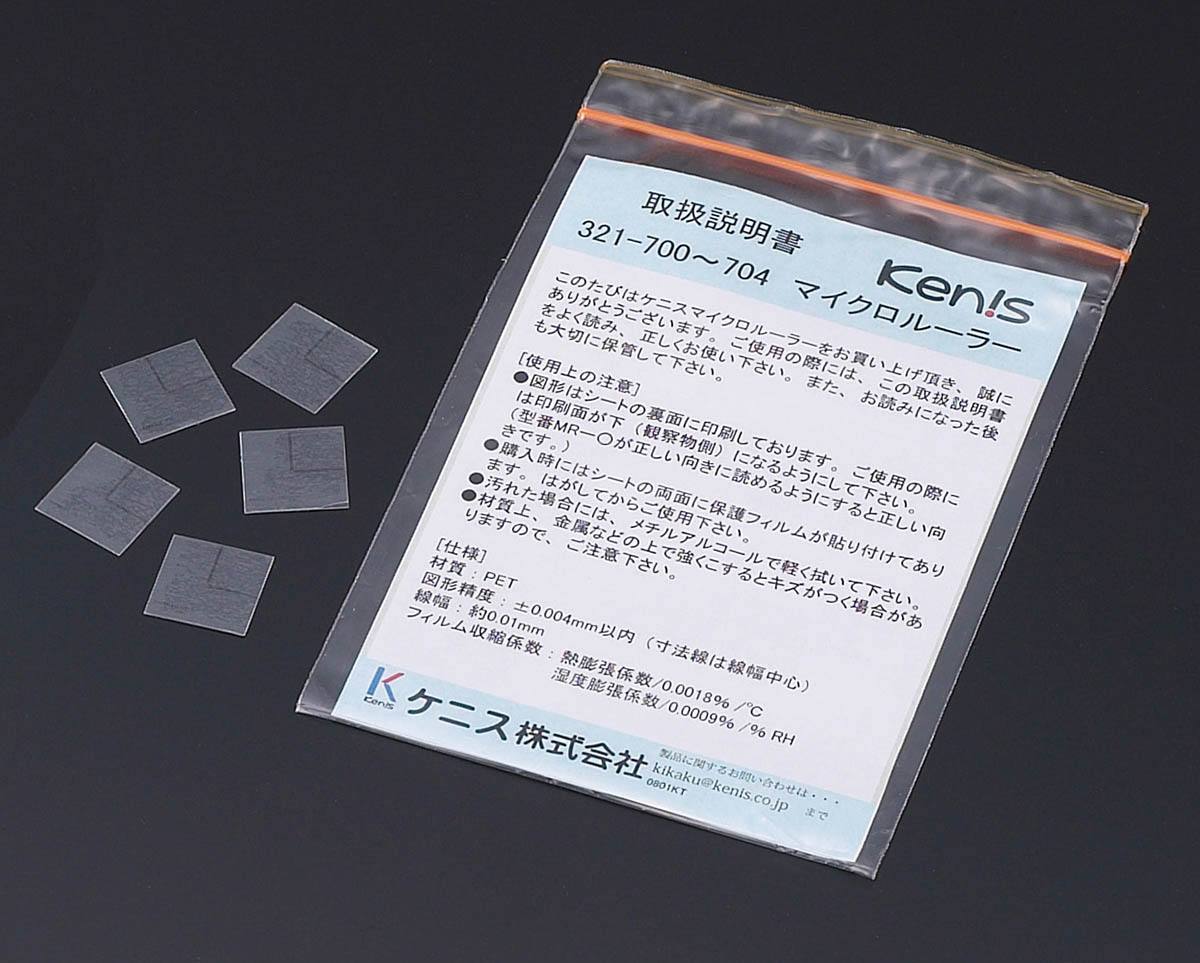 取扱説明書
Kenis
321-700～704 マイクロルーラー
このたびはケニスマイクロルーラーをお買い上げ頂き、誠に
ありがとうございます。ご使用の際には、この取扱説明書
をよく読み、正しくお使い下さい。また、お読みになった後
も大切に保管して下さい。
[使用上の注意]
●図形はシートの裏面に印刷しております。ご使用の際に
は印刷面が下（観察物側）になるようにして下さい。
（型番MR－〇が正しい向きに読めるようにすると正しい向
きです。）
●購入時にはシートの両面に保護フィルムが貼り付けてあり
ます。はがしてからご使用下さい。
●汚れた場合には、メチルアルコールで軽く拭いて下さい。
●材質上、金属などの上で強くこするとキズがつく場合があ
りますので、ご注意下さい。
[仕様]
材質：PET
図形精度：±0.004mm以内（寸法線は線幅中心）
線幅：約0.01mm
フィルム収縮係数：熱膨張係数/0.0018％/℃
湿度膨張係数/0.0009％/％RH
Kenis
ケニス株式会社
製品に関するお問い合わせは・・・
kikaku@kenis.co.jp まで
0801KT